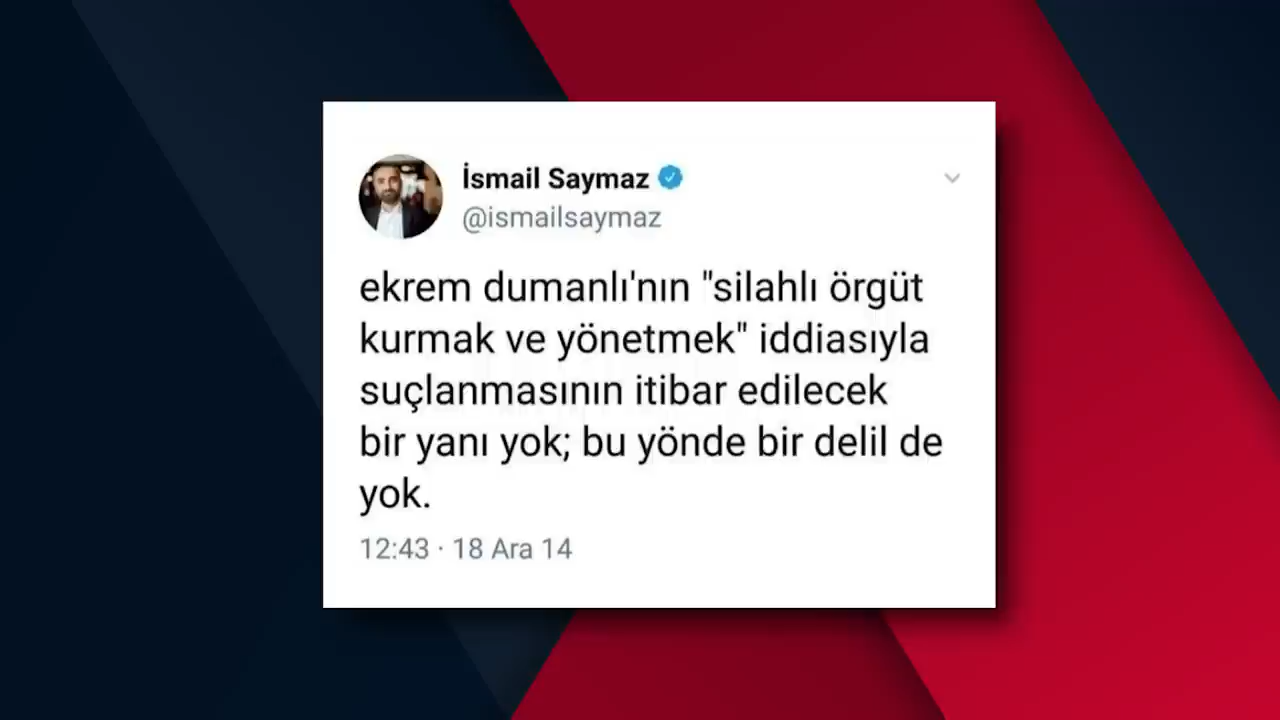 İsmail Saymaz
@ismailsaymaz
ekrem dumanlı'nın "silahlı örgüt
kurmak ve yönetmek" iddiasıyla
suçlanmasının itibar edilecek
bir yanı yok; bu yönde bir delil de
yok.
12:43 · 18 Ara 14